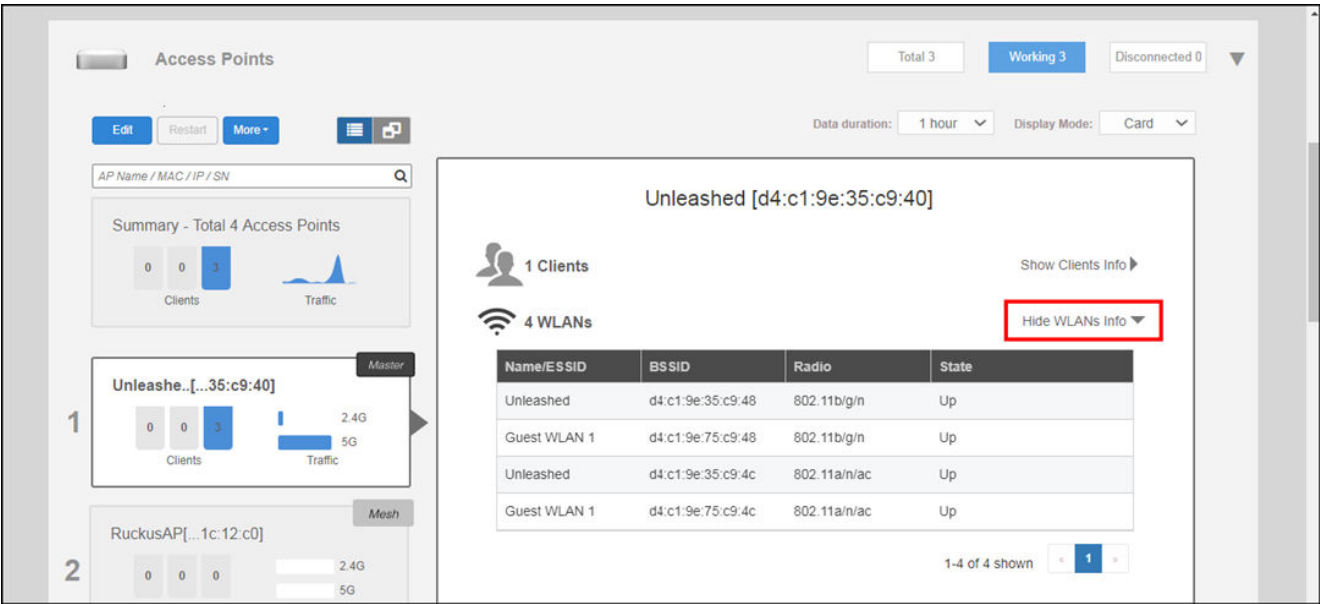 Access Points
Total 3
Working 3
Disconnected 0
Edit
Restart
More
Data duration:
1 hour
Display Mode:
Card
AP Name / MAC / IP / SN
Summary - Total 4 Access Points
0 0 3
Clients
Traffic
Master
Unleashe..[...35:c9:40]
1
0 0 3
2.4G
5G
Clients
Traffic
Mesh
RuckusAP[...1c:12:c0]
2
0 0 0
2.4G
5G
Unleashed [d4:c1:9e:35:c9:40]
1 Clients
Show Clients Info
4 WLANs
Hide WLANs Info
Name/ESSID BSSID Radio State
Unleashed d4:c1:9e:35:c9:48 802.11b/g/n Up
Guest WLAN 1 d4:c1:9e:75:c9:48 802.11b/g/n Up
Unleashed d4:c1:9e:35:c9:4c 802.11a/n/ac Up
Guest WLAN 1 d4:c1:9e:75:c9:4c 802.11a/n/ac Up
1-4 of 4 shown « 1 »